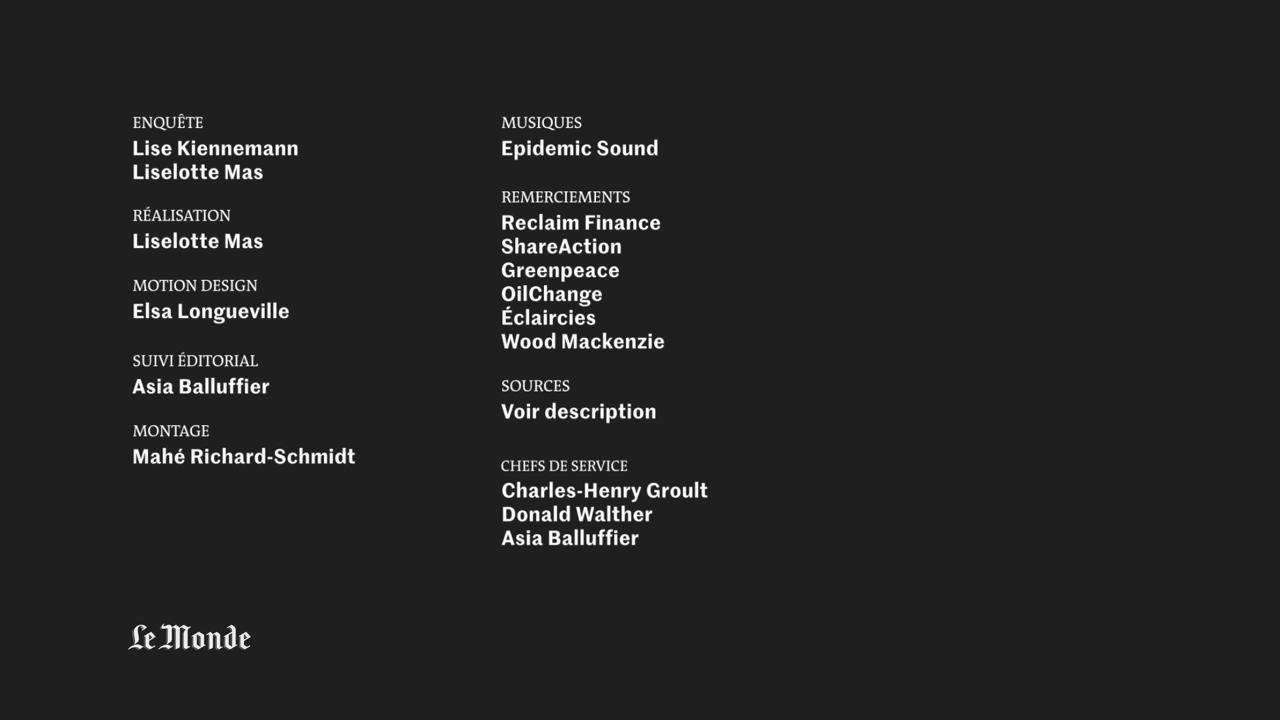 ENQUÊTE
Lise Kiennemann
Liselotte Mas
RÉALISATION
Liselotte Mas
MOTION DESIGN
Elsa Longueville
SUIVI ÉDITORIAL
Asia Balluffier
MONTAGE
Mahé Richard-Schmidt
MUSIQUES
Epidemic Sound
REMERCIEMENTS
Reclaim Finance
ShareAction
Greenpeace
OilChange
Éclaircies
Wood Mackenzie
SOURCES
Voir description
CHEFS DE SERVICE
Charles-Henry Groult
Donald Walther
Asia Balluffier
Le Monde